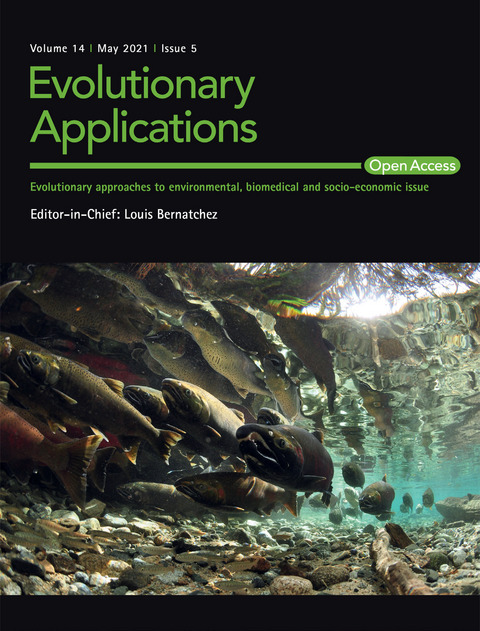 Volume 14 | May 2021 | Issue 5
Evolutionary
Applications
Open Access
Evolutionary approaches to environmental, biomedical and socio-economic issue
Editor-in-Chief: Louis Bernatchez